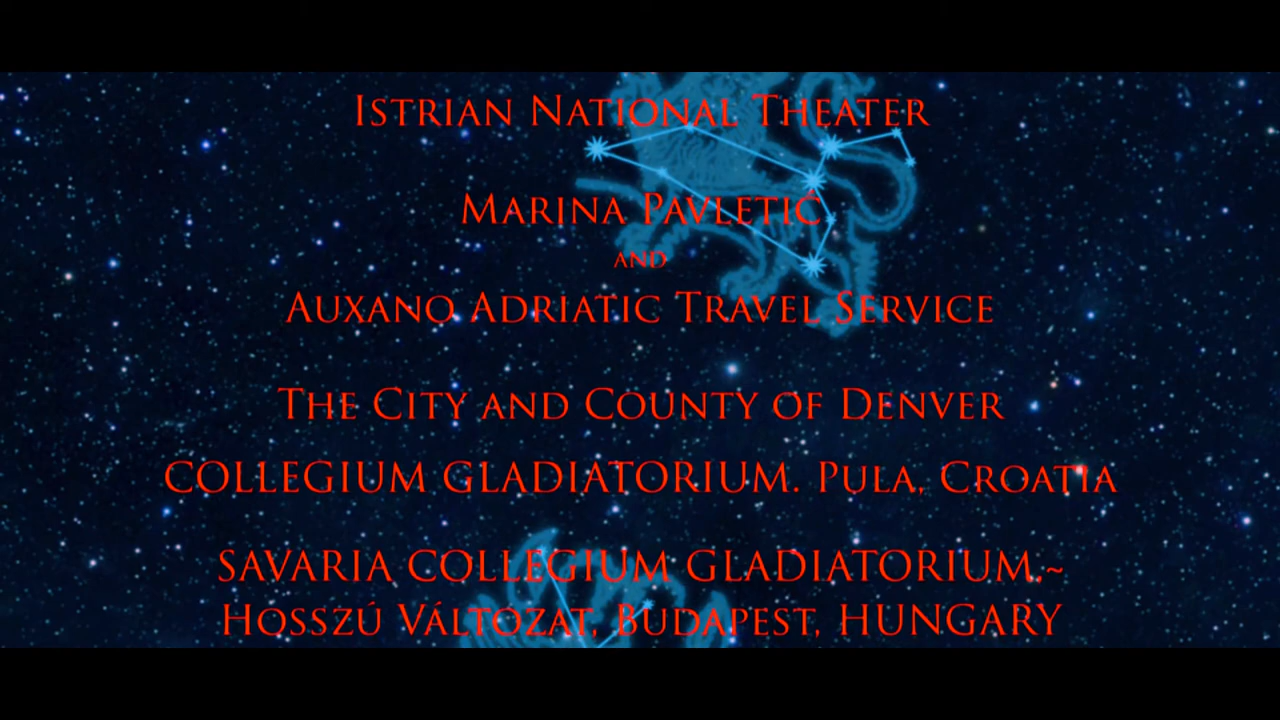 Istrian National Theater
Marina Pavletić
and
Auxano Adriatic Travel Service
The City and County of Denver
COLLEGIUM GLADIATORIUM. Pula, Croatia
SAVARIA COLLEGIUM GLADIATORIUM,~
Hosszú Változat, Budapest, HUNGARY